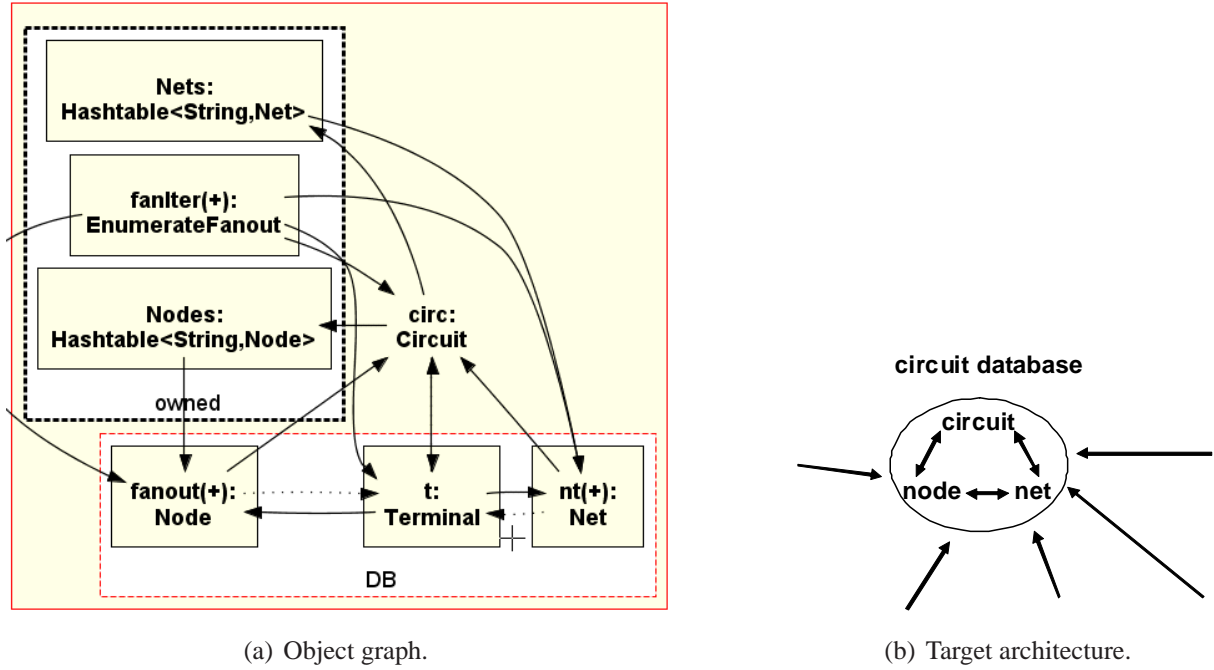 Nets:
Hashtable<String,Net>
fanIter(+):
EnumerateFanout
Nodes:
Hashtable<String,Node>
owned
circ:
Circuit
fanout(+):
Node
t:
Terminal
nt(+):
Net
DB
(a) Object graph.
circuit database
circuit
node
net
(b) Target architecture.